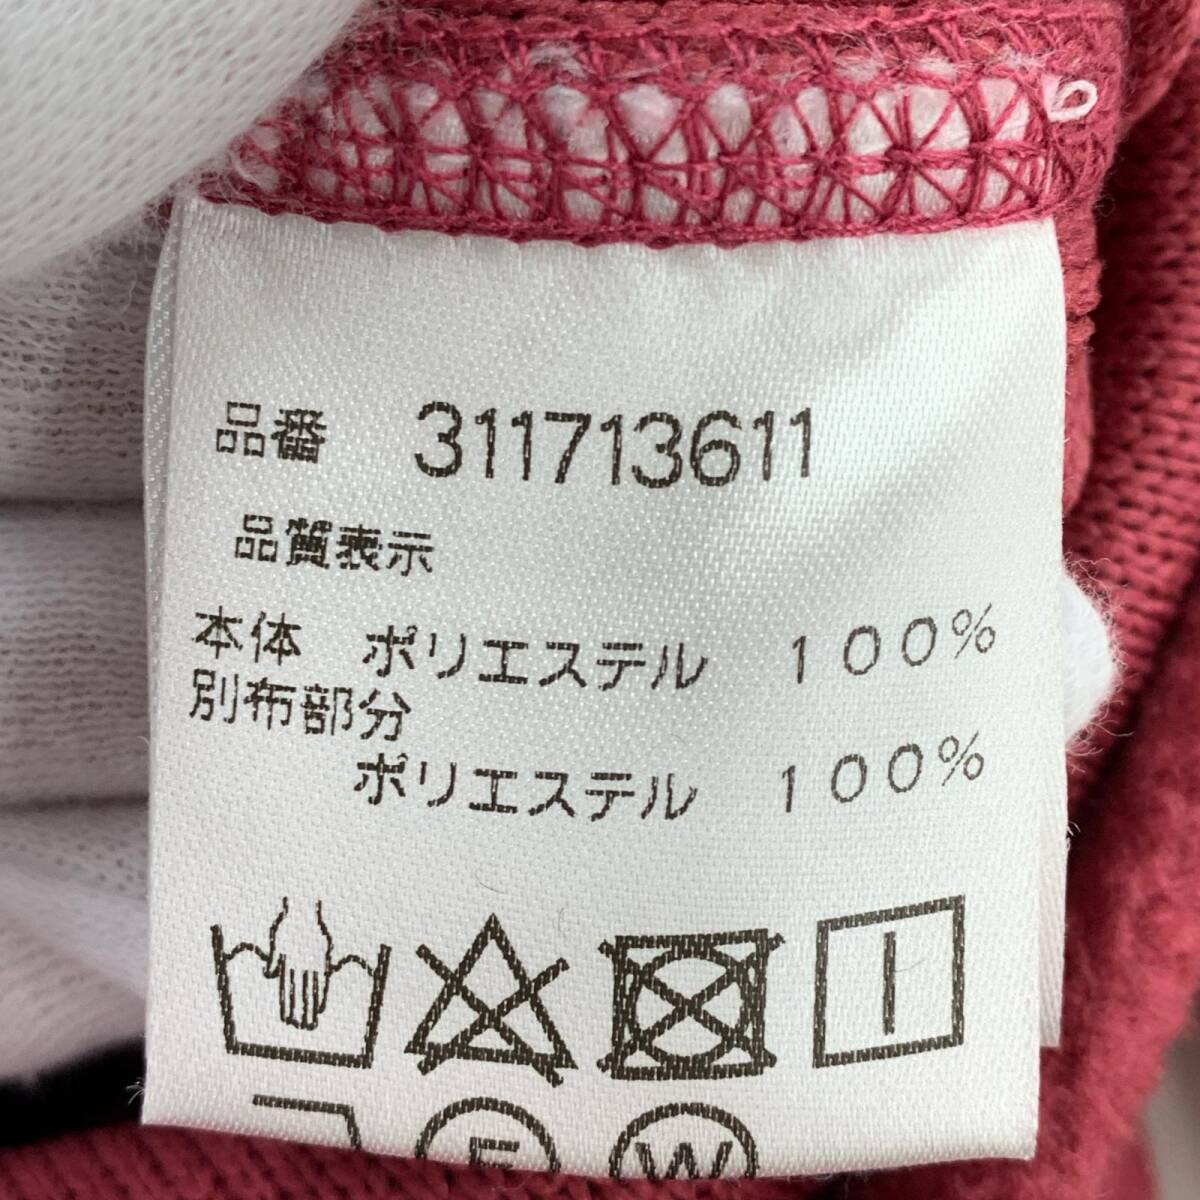 品番 311713611
品質表示
本体 ポリエステル 100%
別布部分
ポリエステル 100%
W